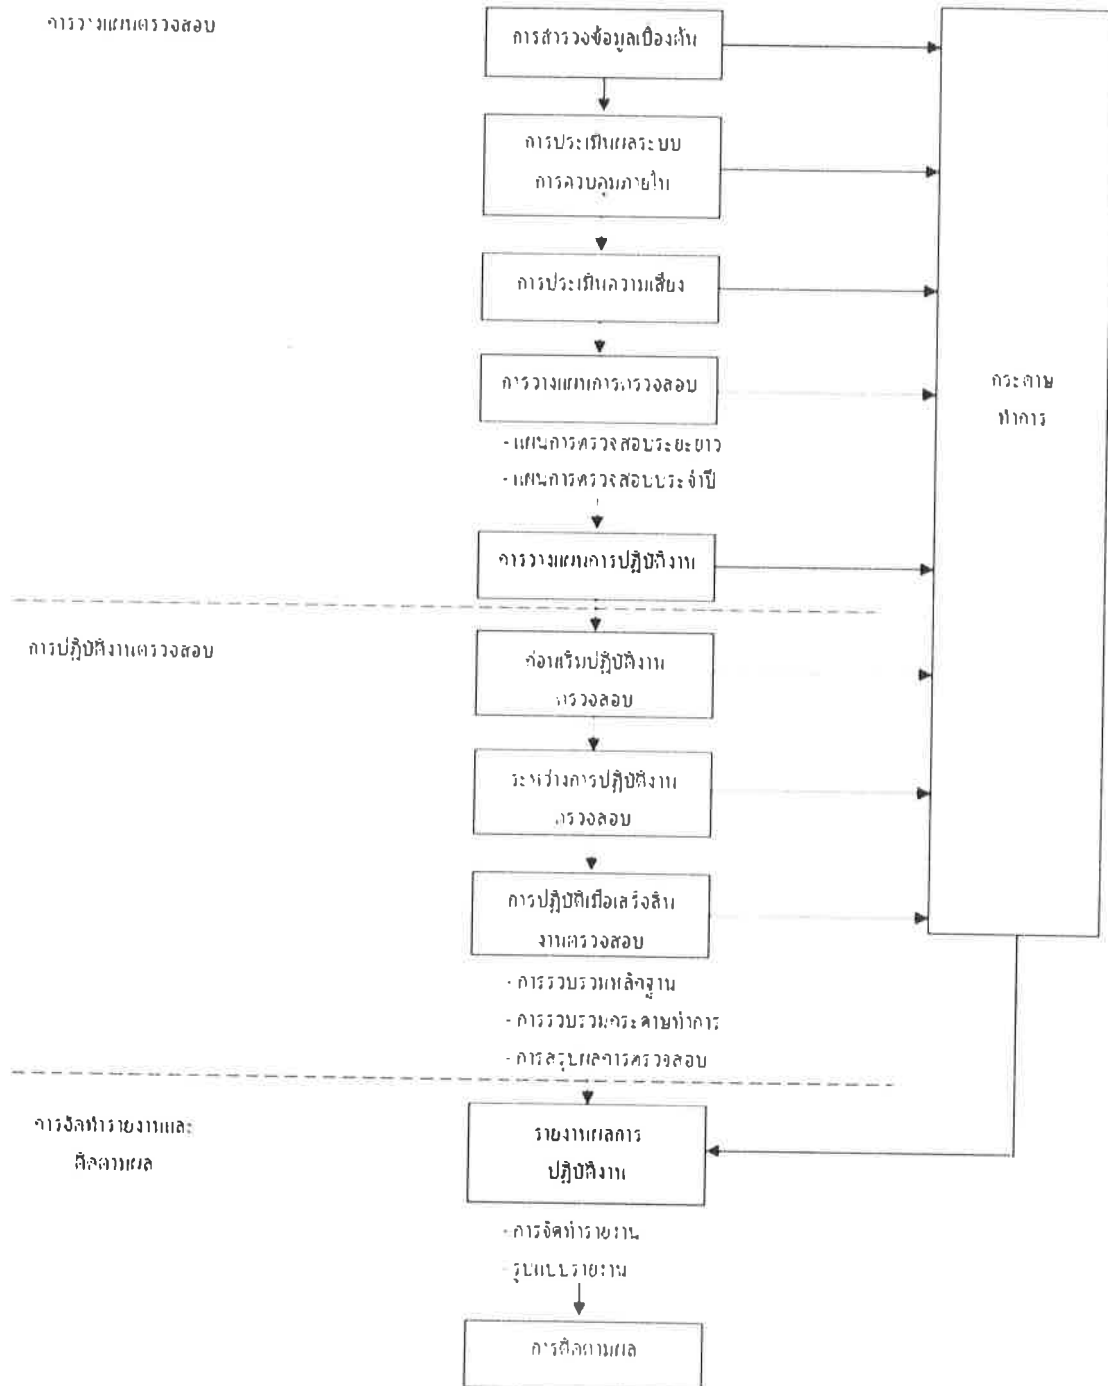 การวางแผนตรวจสอบ
การสำรวจข้อมูลเบื้องต้น
การประเมินผลระบบ
การควบคุมภายใน
การประเมินความเสี่ยง
การวางแผนการตรวจสอบ
- แผนการตรวจสอบระยะยาว
- แผนการตรวจสอบประจำปี
การวางแผนการปฏิบัติงาน
กระดาษ
ทำการ
การปฏิบัติงานตรวจสอบ
ก่อนเริ่มปฏิบัติงาน
ตรวจสอบ
ระหว่างการปฏิบัติงาน
ตรวจสอบ
การปฏิบัติเมื่อเสร็จสิ้น
งานตรวจสอบ
- การรวบรวมหลักฐาน
- การรวบรวมกระดาษทำการ
- การสรุปผลการตรวจสอบ
การจัดทำรายงานและ
ติดตามผล
รายงานผลการ
ปฏิบัติงาน
- การจัดทำรายงาน
- รูปแบบรายงาน
การติดตามผล